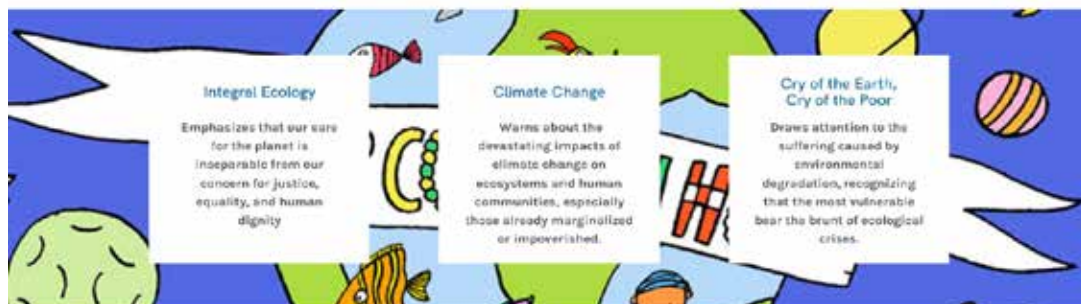 Integral Ecology
Emphasizes that our care
for the planet is
inseparable from our
concern for justice,
equality, and human
dignity
Climate Change
Warns about the
devastating impacts of
climate change on
ecosystems and human
communities, especially
those already marginalized
or impoverished.
Cry of the Earth,
Cry of the Poor
Draws attention to the
suffering caused by
environmental
degradation, recognizing
that the most vulnerable
bear the brunt of ecological
crises.